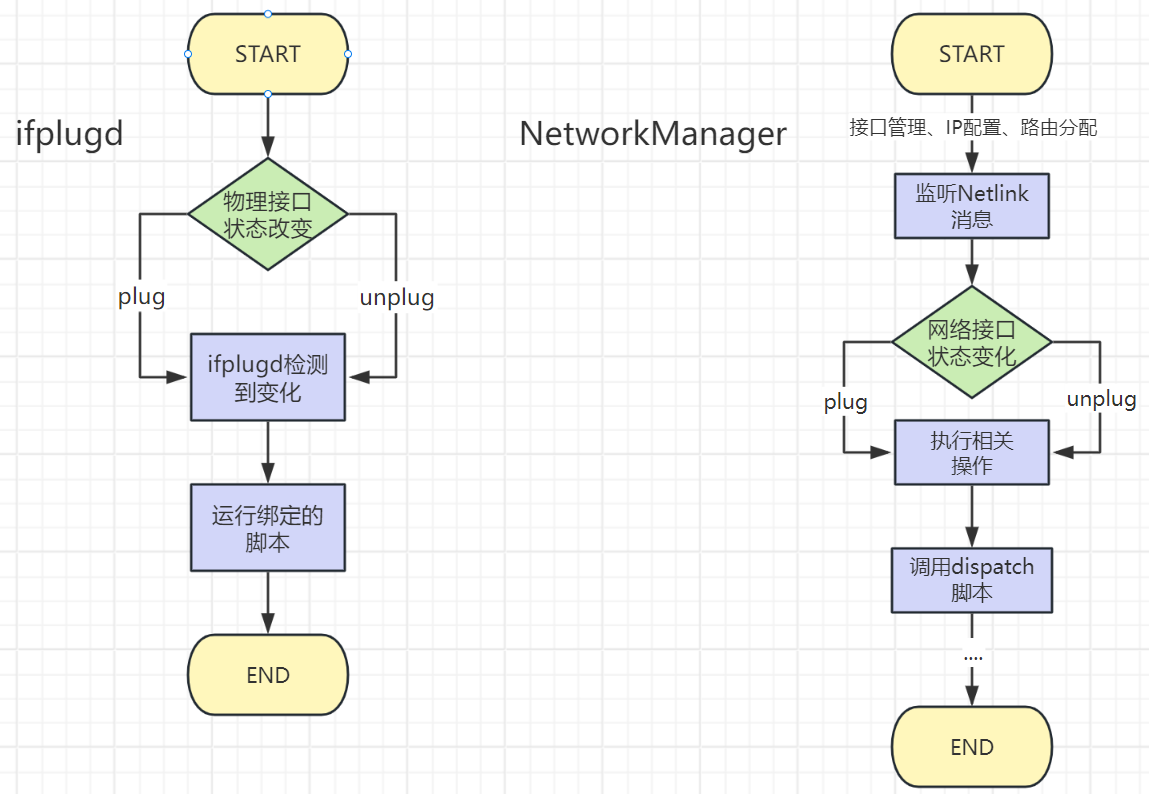 START
ifplugd
物理接口
状态改变
plug
unplug
ifplugd检测
到变化
运行绑定的
脚本
END
START
NetworkManager
接口管理、IP配置、路由分配
监听Netlink
消息
网络接口
状态变化
plug
unplug
执行相关
操作
调用dispatch
脚本
....
END